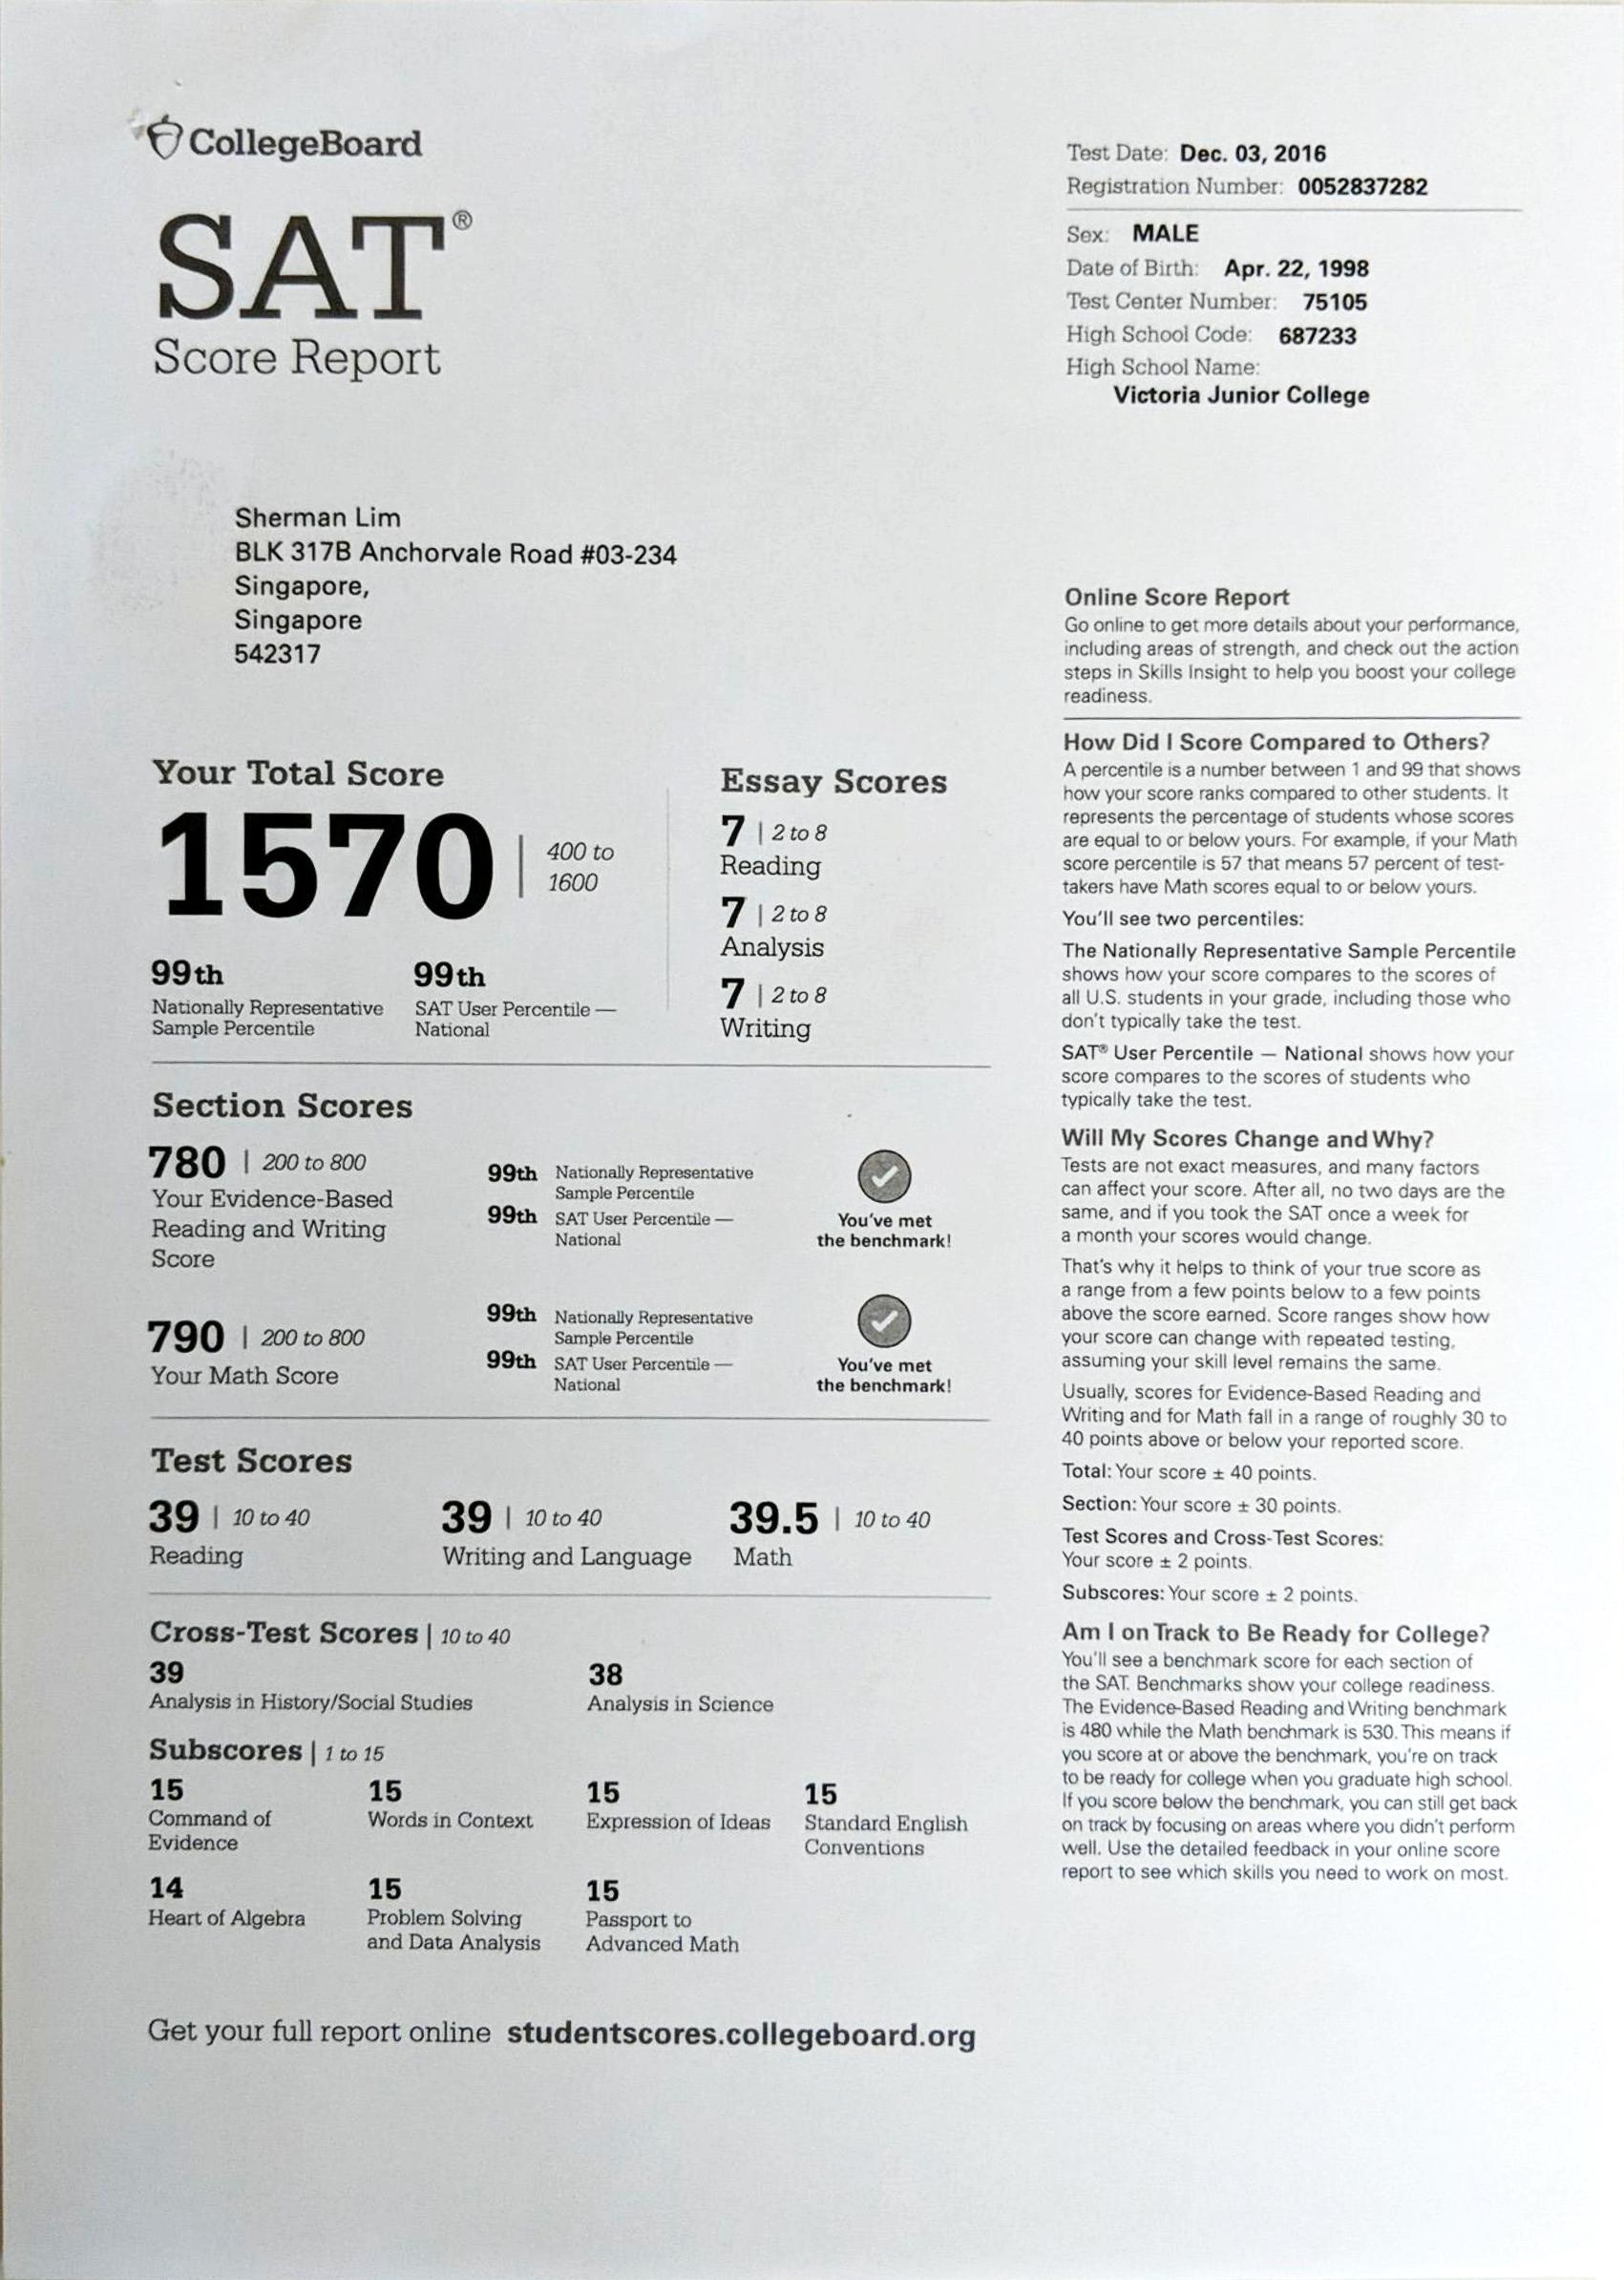 CollegeBoard
SAT®
Score Report
Test Date: Dec. 03, 2016
Registration Number: 0052837282
Sex: MALE
Date of Birth: Apr. 22, 1998
Test Center Number: 75105
High School Code: 687233
High School Name:
Victoria Junior College
Sherman Lim
BLK 317B Anchorvale Road #03-234
Singapore,
Singapore
542317
Your Total Score
1570 | 400 to
1600
99th
Nationally Representative
Sample Percentile
99th
SAT User Percentile —
National
Essay Scores
7 | 2 to 8
Reading
7 | 2 to 8
Analysis
7 | 2 to 8
Writing
Section Scores
780 | 200 to 800
Your Evidence-Based
Reading and Writing
Score
99th Nationally Representative
Sample Percentile
99th SAT User Percentile —
National
You've met
the benchmark!
790 | 200 to 800
Your Math Score
99th Nationally Representative
Sample Percentile
99th SAT User Percentile —
National
You've met
the benchmark!
Test Scores
39 | 10 to 40
Reading
39 | 10 to 40
Writing and Language
39.5 | 10 to 40
Math
Cross-Test Scores | 10 to 40
39
Analysis in History/Social Studies
38
Analysis in Science
Subscores | 1 to 15
15
Command of
Evidence
15
Words in Context
15
Expression of Ideas
15
Standard English
Conventions
14
Heart of Algebra
15
Problem Solving
and Data Analysis
15
Passport to
Advanced Math
Get your full report online studentscores.collegeboard.org
Online Score Report
Go online to get more details about your performance,
including areas of strength, and check out the action
steps in Skills Insight to help you boost your college
readiness.
How Did I Score Compared to Others?
A percentile is a number between 1 and 99 that shows
how your score ranks compared to other students. It
represents the percentage of students whose scores
are equal to or below yours. For example, if your Math
score percentile is 57 that means 57 percent of test-
takers have Math scores equal to or below yours.
You'll see two percentiles:
The Nationally Representative Sample Percentile
shows how your score compares to the scores of
all U.S. students in your grade, including those who
don't typically take the test.
SAT® User Percentile — National shows how your
score compares to the scores of students who
typically take the test.
Will My Scores Change and Why?
Tests are not exact measures, and many factors
can affect your score. After all, no two days are the
same, and if you took the SAT once a week for
a month your scores would change.
That's why it helps to think of your true score as
a range from a few points below to a few points
above the score earned. Score ranges show how
your score can change with repeated testing,
assuming your skill level remains the same.
Usually, scores for Evidence-Based Reading and
Writing and for Math fall in a range of roughly 30 to
40 points above or below your reported score.
Total: Your score ± 40 points.
Section: Your score ± 30 points.
Test Scores and Cross-Test Scores:
Your score ± 2 points.
Subscores: Your score ± 2 points.
Am I on Track to Be Ready for College?
You'll see a benchmark score for each section of
the SAT. Benchmarks show your college readiness.
The Evidence-Based Reading and Writing benchmark
is 480 while the Math benchmark is 530. This means if
you score at or above the benchmark, you're on track
to be ready for college when you graduate high school.
If you score below the benchmark, you can still get back
on track by focusing on areas where you didn't perform
well. Use the detailed feedback in your online score
report to see which skills you need to work on most.